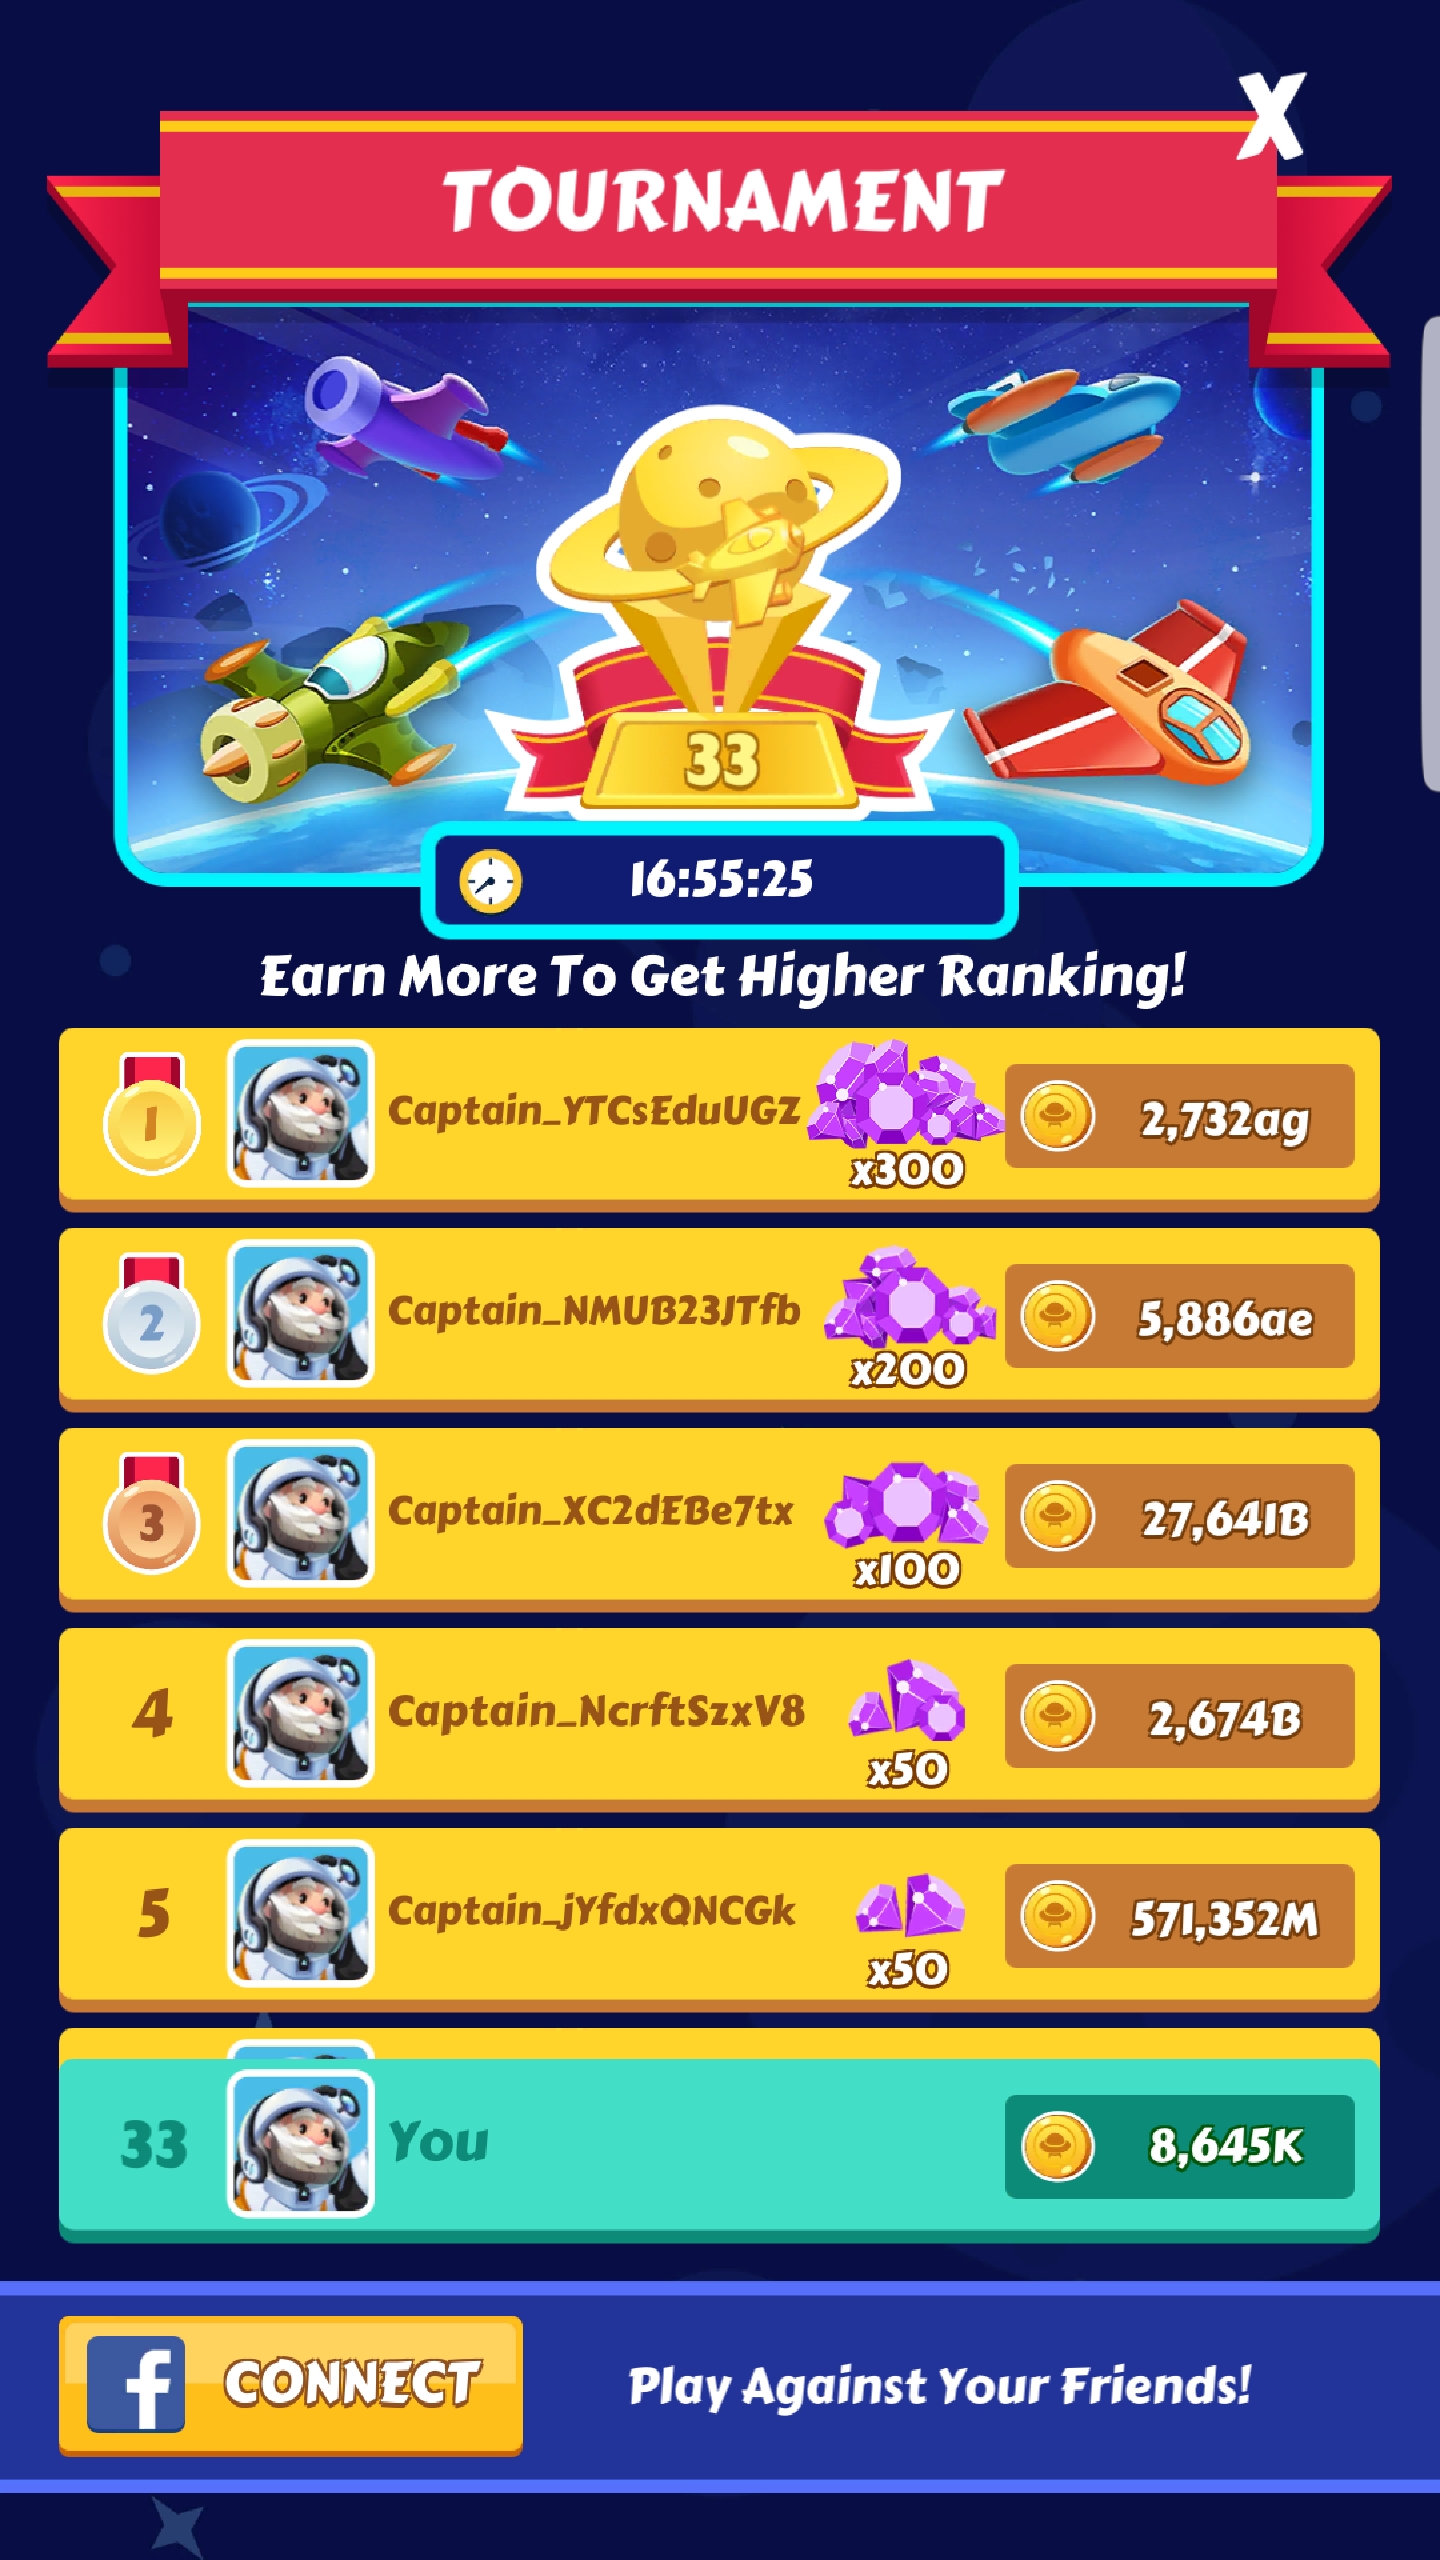 X
TOURNAMENT
33
16:55:25
Earn More To Get Higher Ranking!
1 Captain_YTCsEduUGZ x300 2,732ag
2 Captain_NMUB23JTfb x200 5,886ae
3 Captain_XC2dEBe7tx x100 27,641B
4 Captain_NcrftSzxV8 x50 2,674B
5 Captain_jYfdxQNCGk x50 571,352M
33 You 8,645K
f CONNECT Play Against Your Friends!